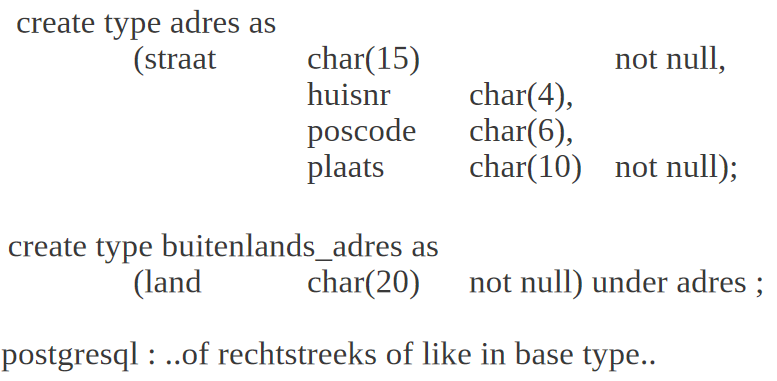 create type adres as
(straat char(15) not null,
huisnr char(4),
poscode char(6),
plaats char(10) not null);
create type buitenlands_adres as
(land char(20) not null) under adres ;
postgresql : ..of rechtstreeks of like in base type..